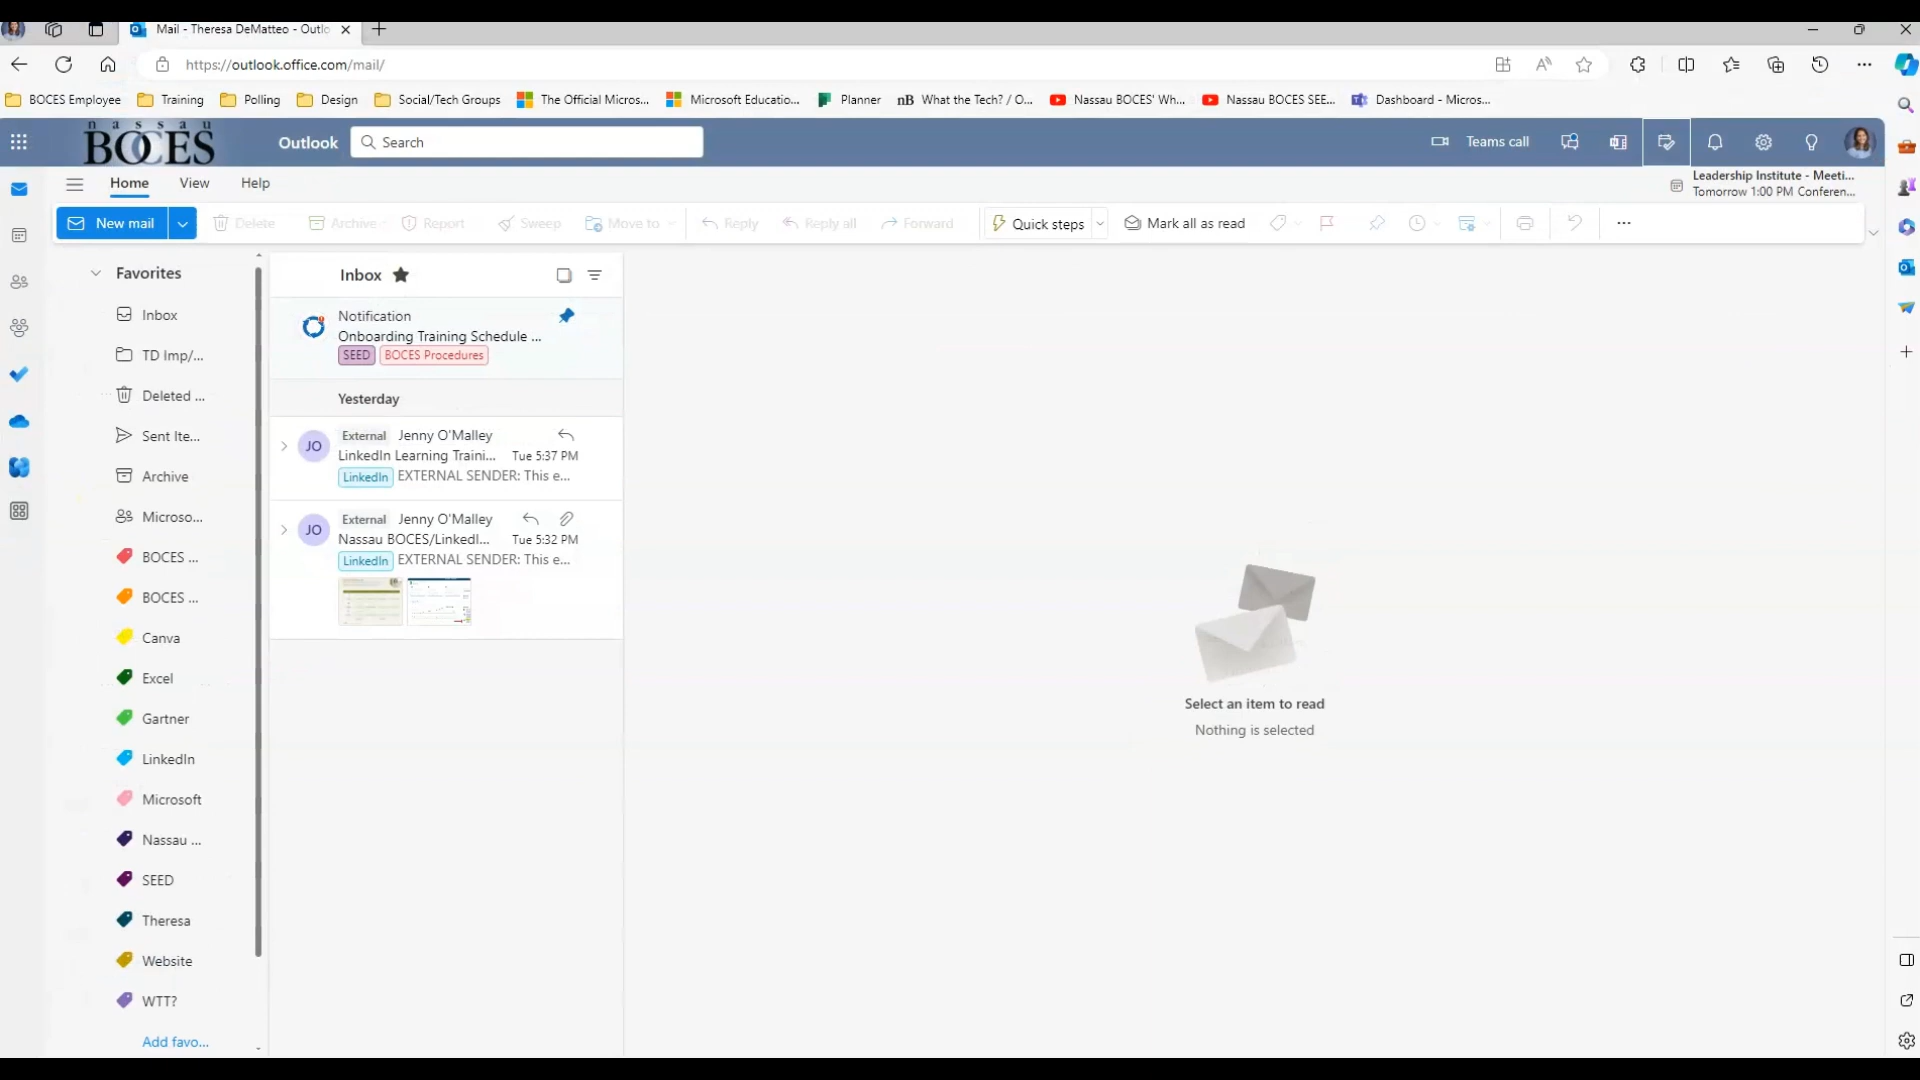 Mail - Theresa DeMatteo - Outlo
https://outlook.office.com/mail/
BOCES Employee Training Polling Design Social/Tech Groups The Official Micros... Microsoft Educatio... Planner nB What the Tech? / O... Nassau BOCES' Wh... Nassau BOCES SEE... Dashboard - Micros...
nassau
BOCES
Outlook
Search
Teams call
Home View Help
Leadership Institute - Meeti...
Tomorrow 1:00 PM Conferen...
New mail Delete Archive Report Sweep Move to Reply Reply all Forward Quick steps Mark all as read
Favorites
Inbox
TD Imp/...
Deleted ...
Sent Ite...
Archive
Microso...
BOCES ...
BOCES ...
Canva
Excel
Gartner
LinkedIn
Microsoft
Nassau ...
SEED
Theresa
Website
WTT?
Add favo...
Inbox
Notification
Onboarding Training Schedule ...
SEED BOCES Procedures
Yesterday
JO
External Jenny O'Malley
LinkedIn Learning Traini... Tue 5:37 PM
LinkedIn EXTERNAL SENDER: This e...
JO
External Jenny O'Malley
Nassau BOCES/LinkedI... Tue 5:32 PM
LinkedIn EXTERNAL SENDER: This e...
Select an item to read
Nothing is selected